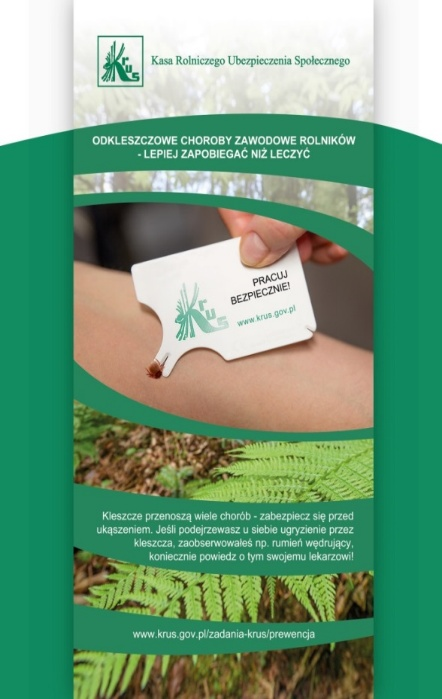 Krus
Kasa Rolniczego Ubezpieczenia Społecznego
ODKLESZCZOWE CHOROBY ZAWODOWE ROLNIKÓW
- LEPIEJ ZAPOBIEGAĆ NIŻ LECZYĆ
PRACUJ
BEZPIECZNIE!
Krus
www.krus.gov.pl
Kleszcze przenoszą wiele chorób - zabezpiecz się przed
ukąszeniem. Jeśli podejrzewasz u siebie ugryzienie przez
kleszcza, zaobserwowałeś np. rumień wędrujący,
koniecznie powiedz o tym swojemu lekarzowi!
www.krus.gov.pl/zadania-krus/prewencja